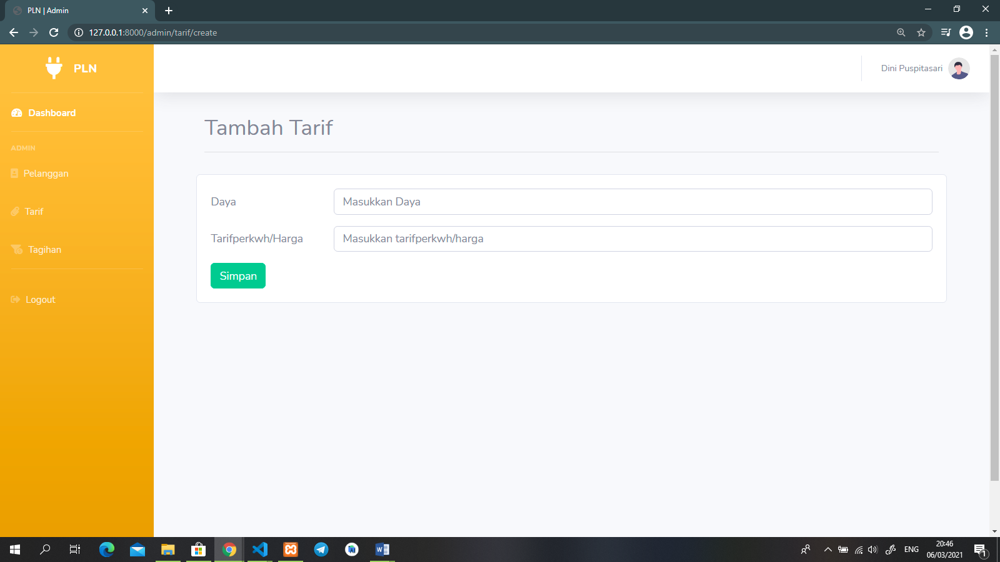 PLN | Admin
127.0.0.1:8000/admin/tarif/create
PLN
Dini Puspitasari
Dashboard
ADMIN
Pelanggan
Tarif
Tagihan
Logout
Tambah Tarif
Daya
Masukkan Daya
Tarifperkwh/Harga
Masukkan tarifperkwh/harga
Simpan
ENG
20:46
06/03/2021
1